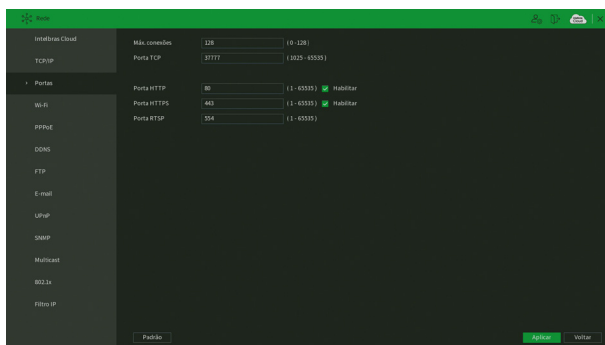 Rede
Intelbras Cloud
TCP/IP
Portas
Wi-Fi
PPPoE
DDNS
FTP
E-mail
UPnP
SNMP
Multicast
802.1x
Filtro IP
Máx.conexões 128 (0-128)
Porta TCP 37777 (1025-65535)
Porta HTTP 80 (1-65535) Habilitar
Porta HTTPS 443 (1-65535) Habilitar
Porta RTSP 554 (1-65535)
Padrão Aplicar Voltar